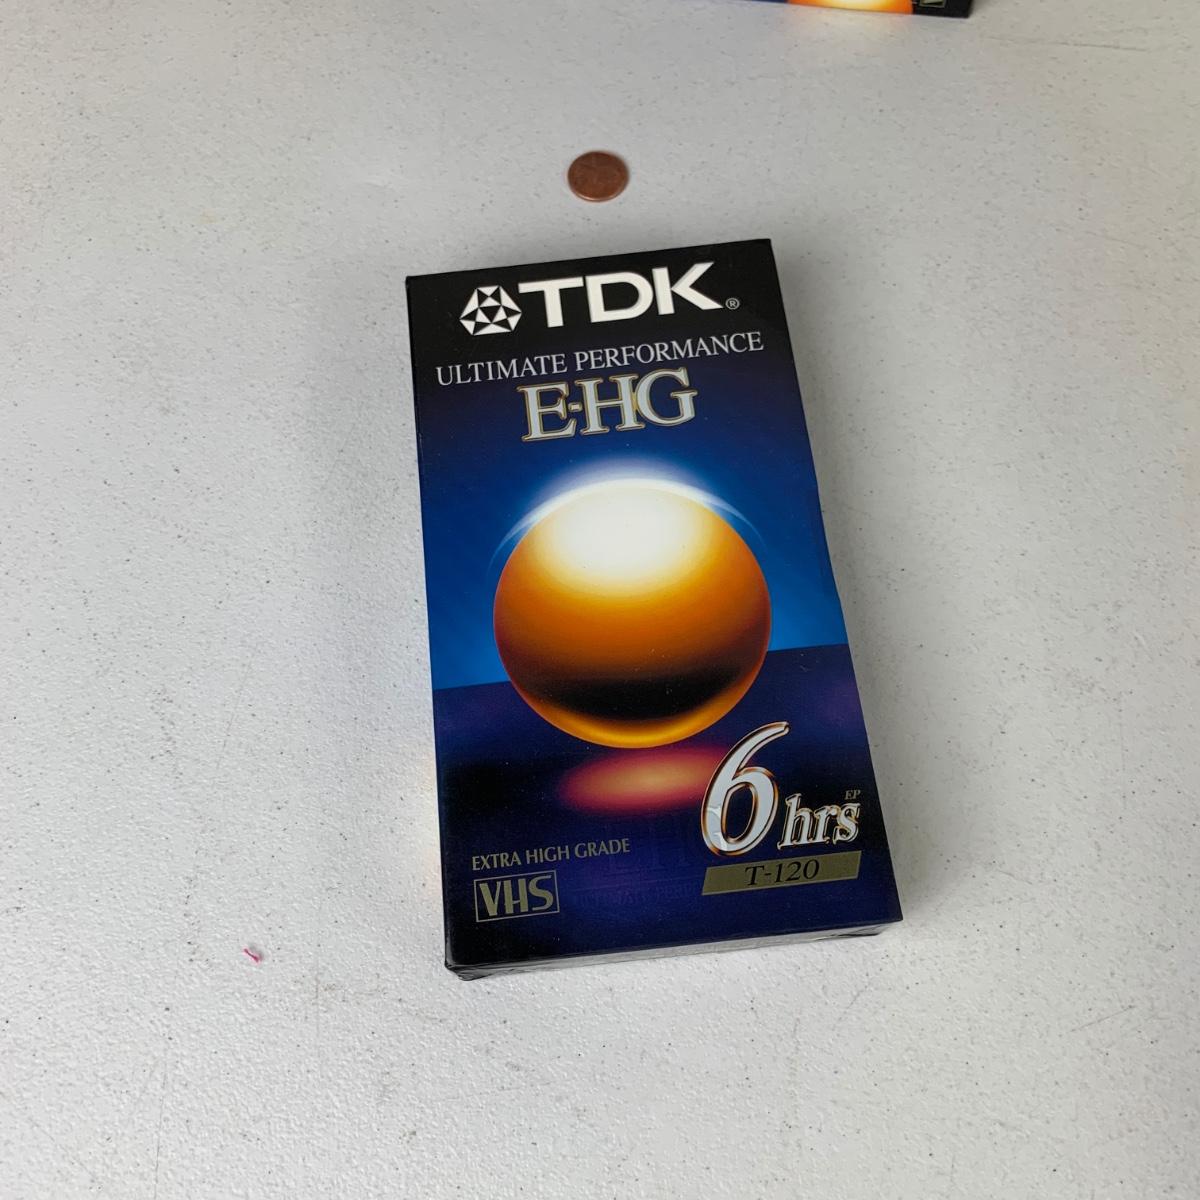 TDK®
ULTIMATE PERFORMANCE
E-HG
6 hrs EP
T-120
EXTRA HIGH GRADE
VHS